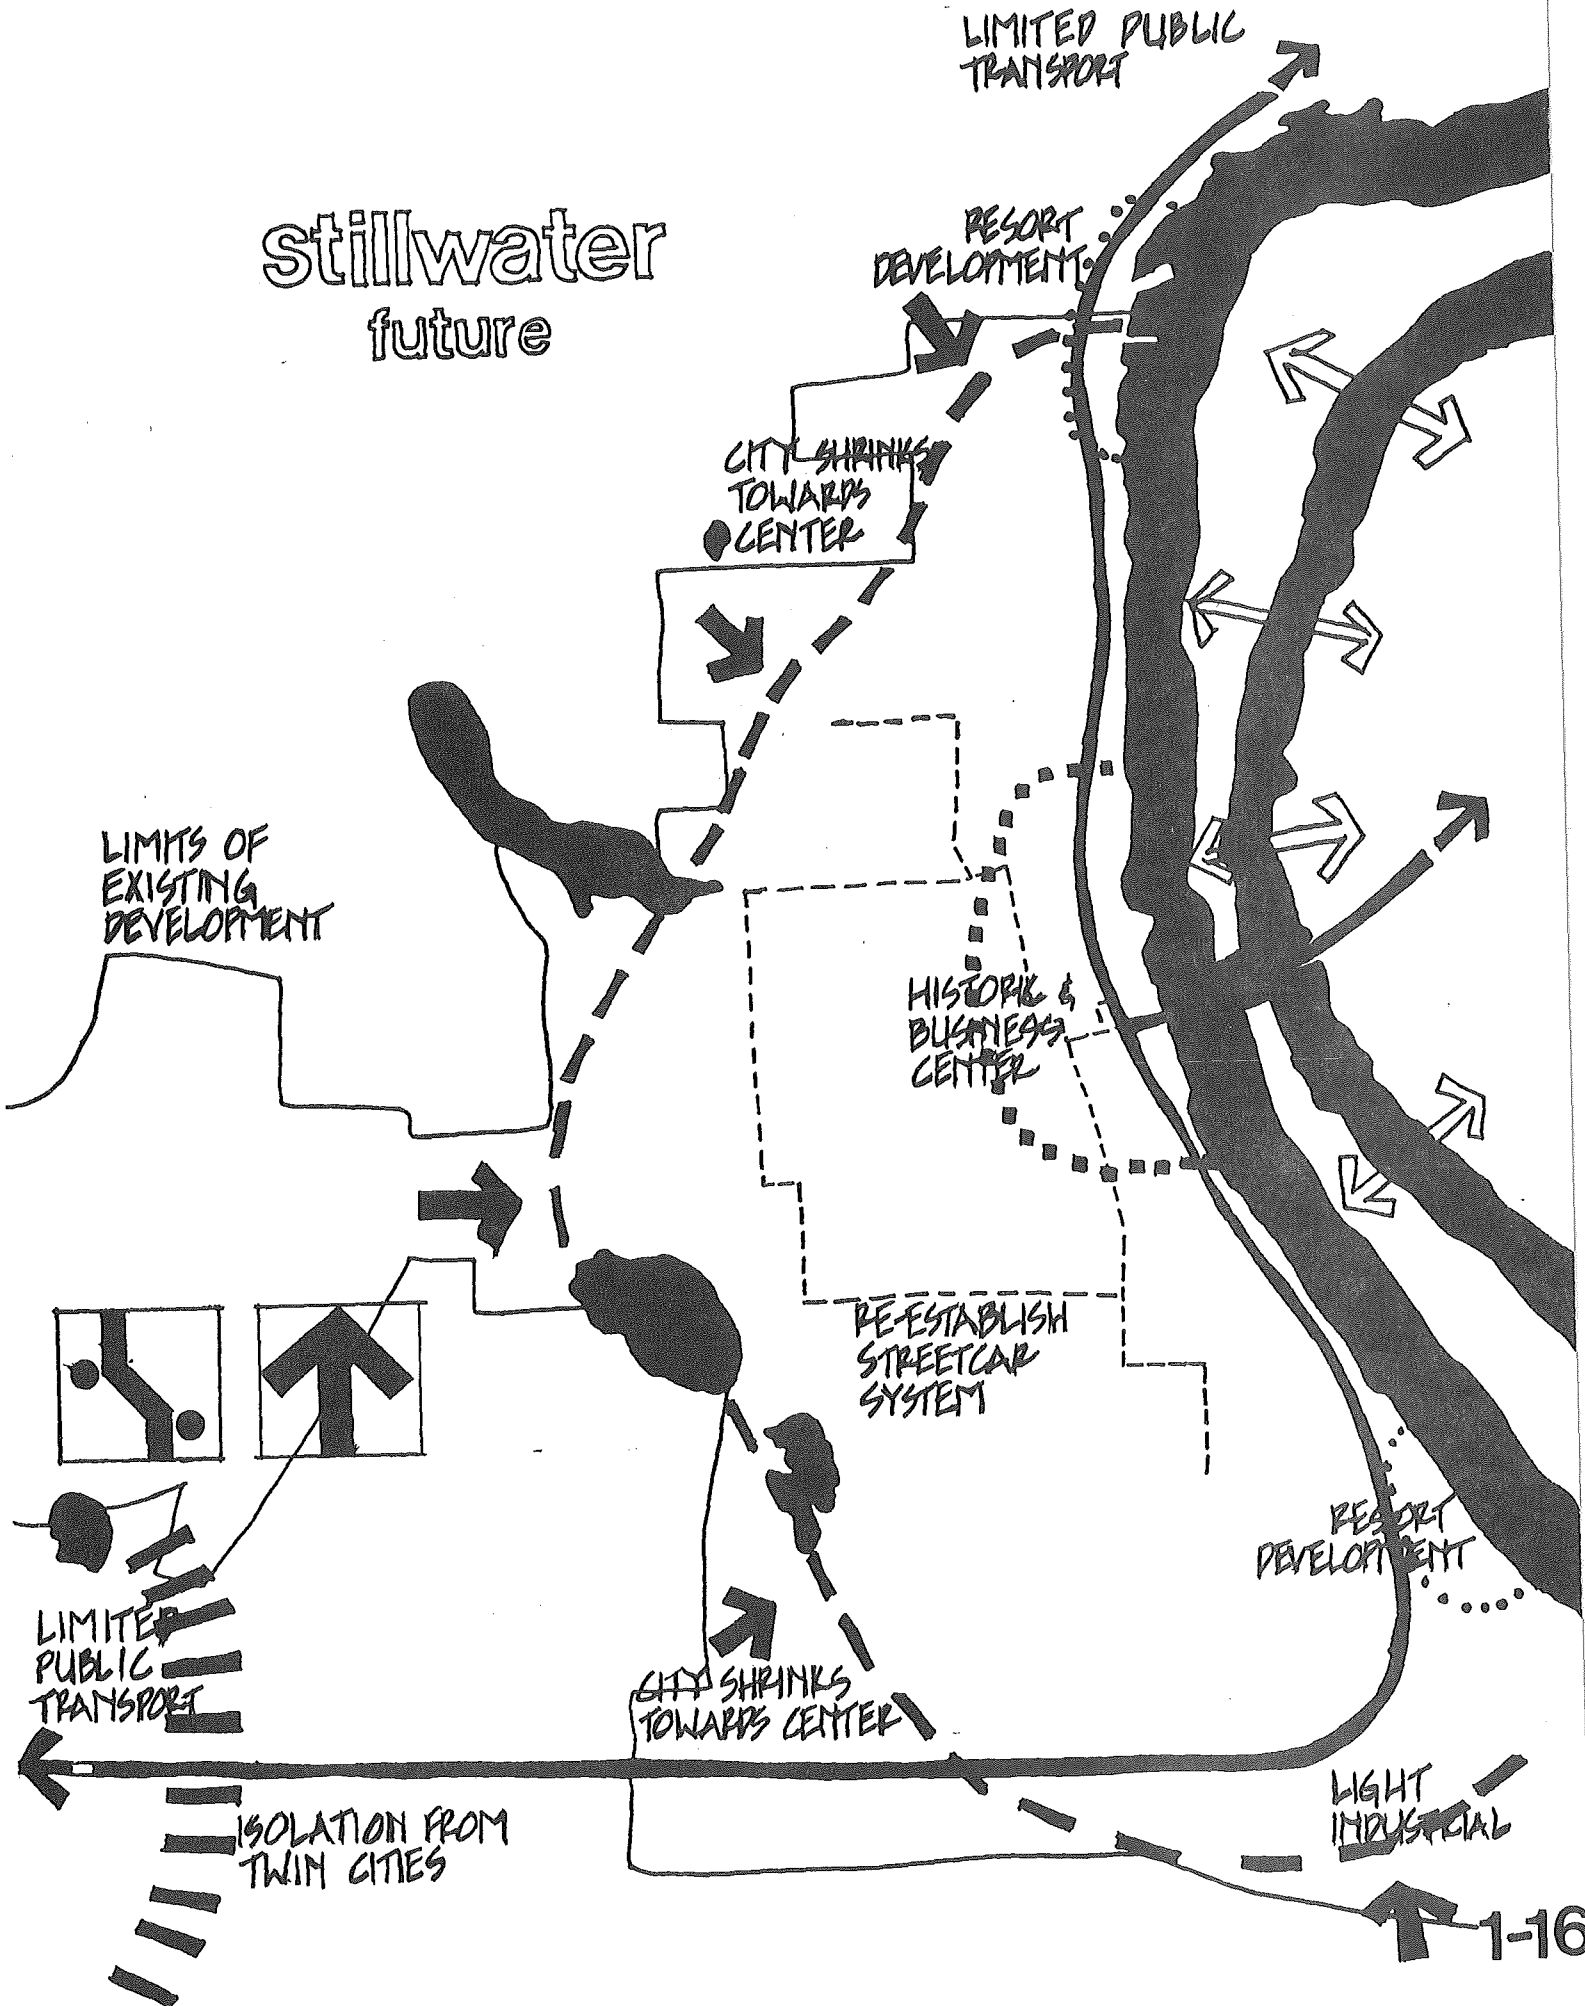 LIMITED PUBLIC
TRANSPORT
stillwater
future
RESORT
DEVELOPMENT
CITY SHRINKS
TOWARDS
CENTER
LIMITS OF
EXISTING
DEVELOPMENT
HISTORIC &
BUSINESS
CENTER
RE-ESTABLISH
STREETCAR
SYSTEM
RESORT
DEVELOPMENT
LIMITED
PUBLIC
TRANSPORT
CITY SHRINKS
TOWARDS CENTER
LIGHT
INDUSTRIAL
ISOLATION FROM
TWIN CITIES
1-16